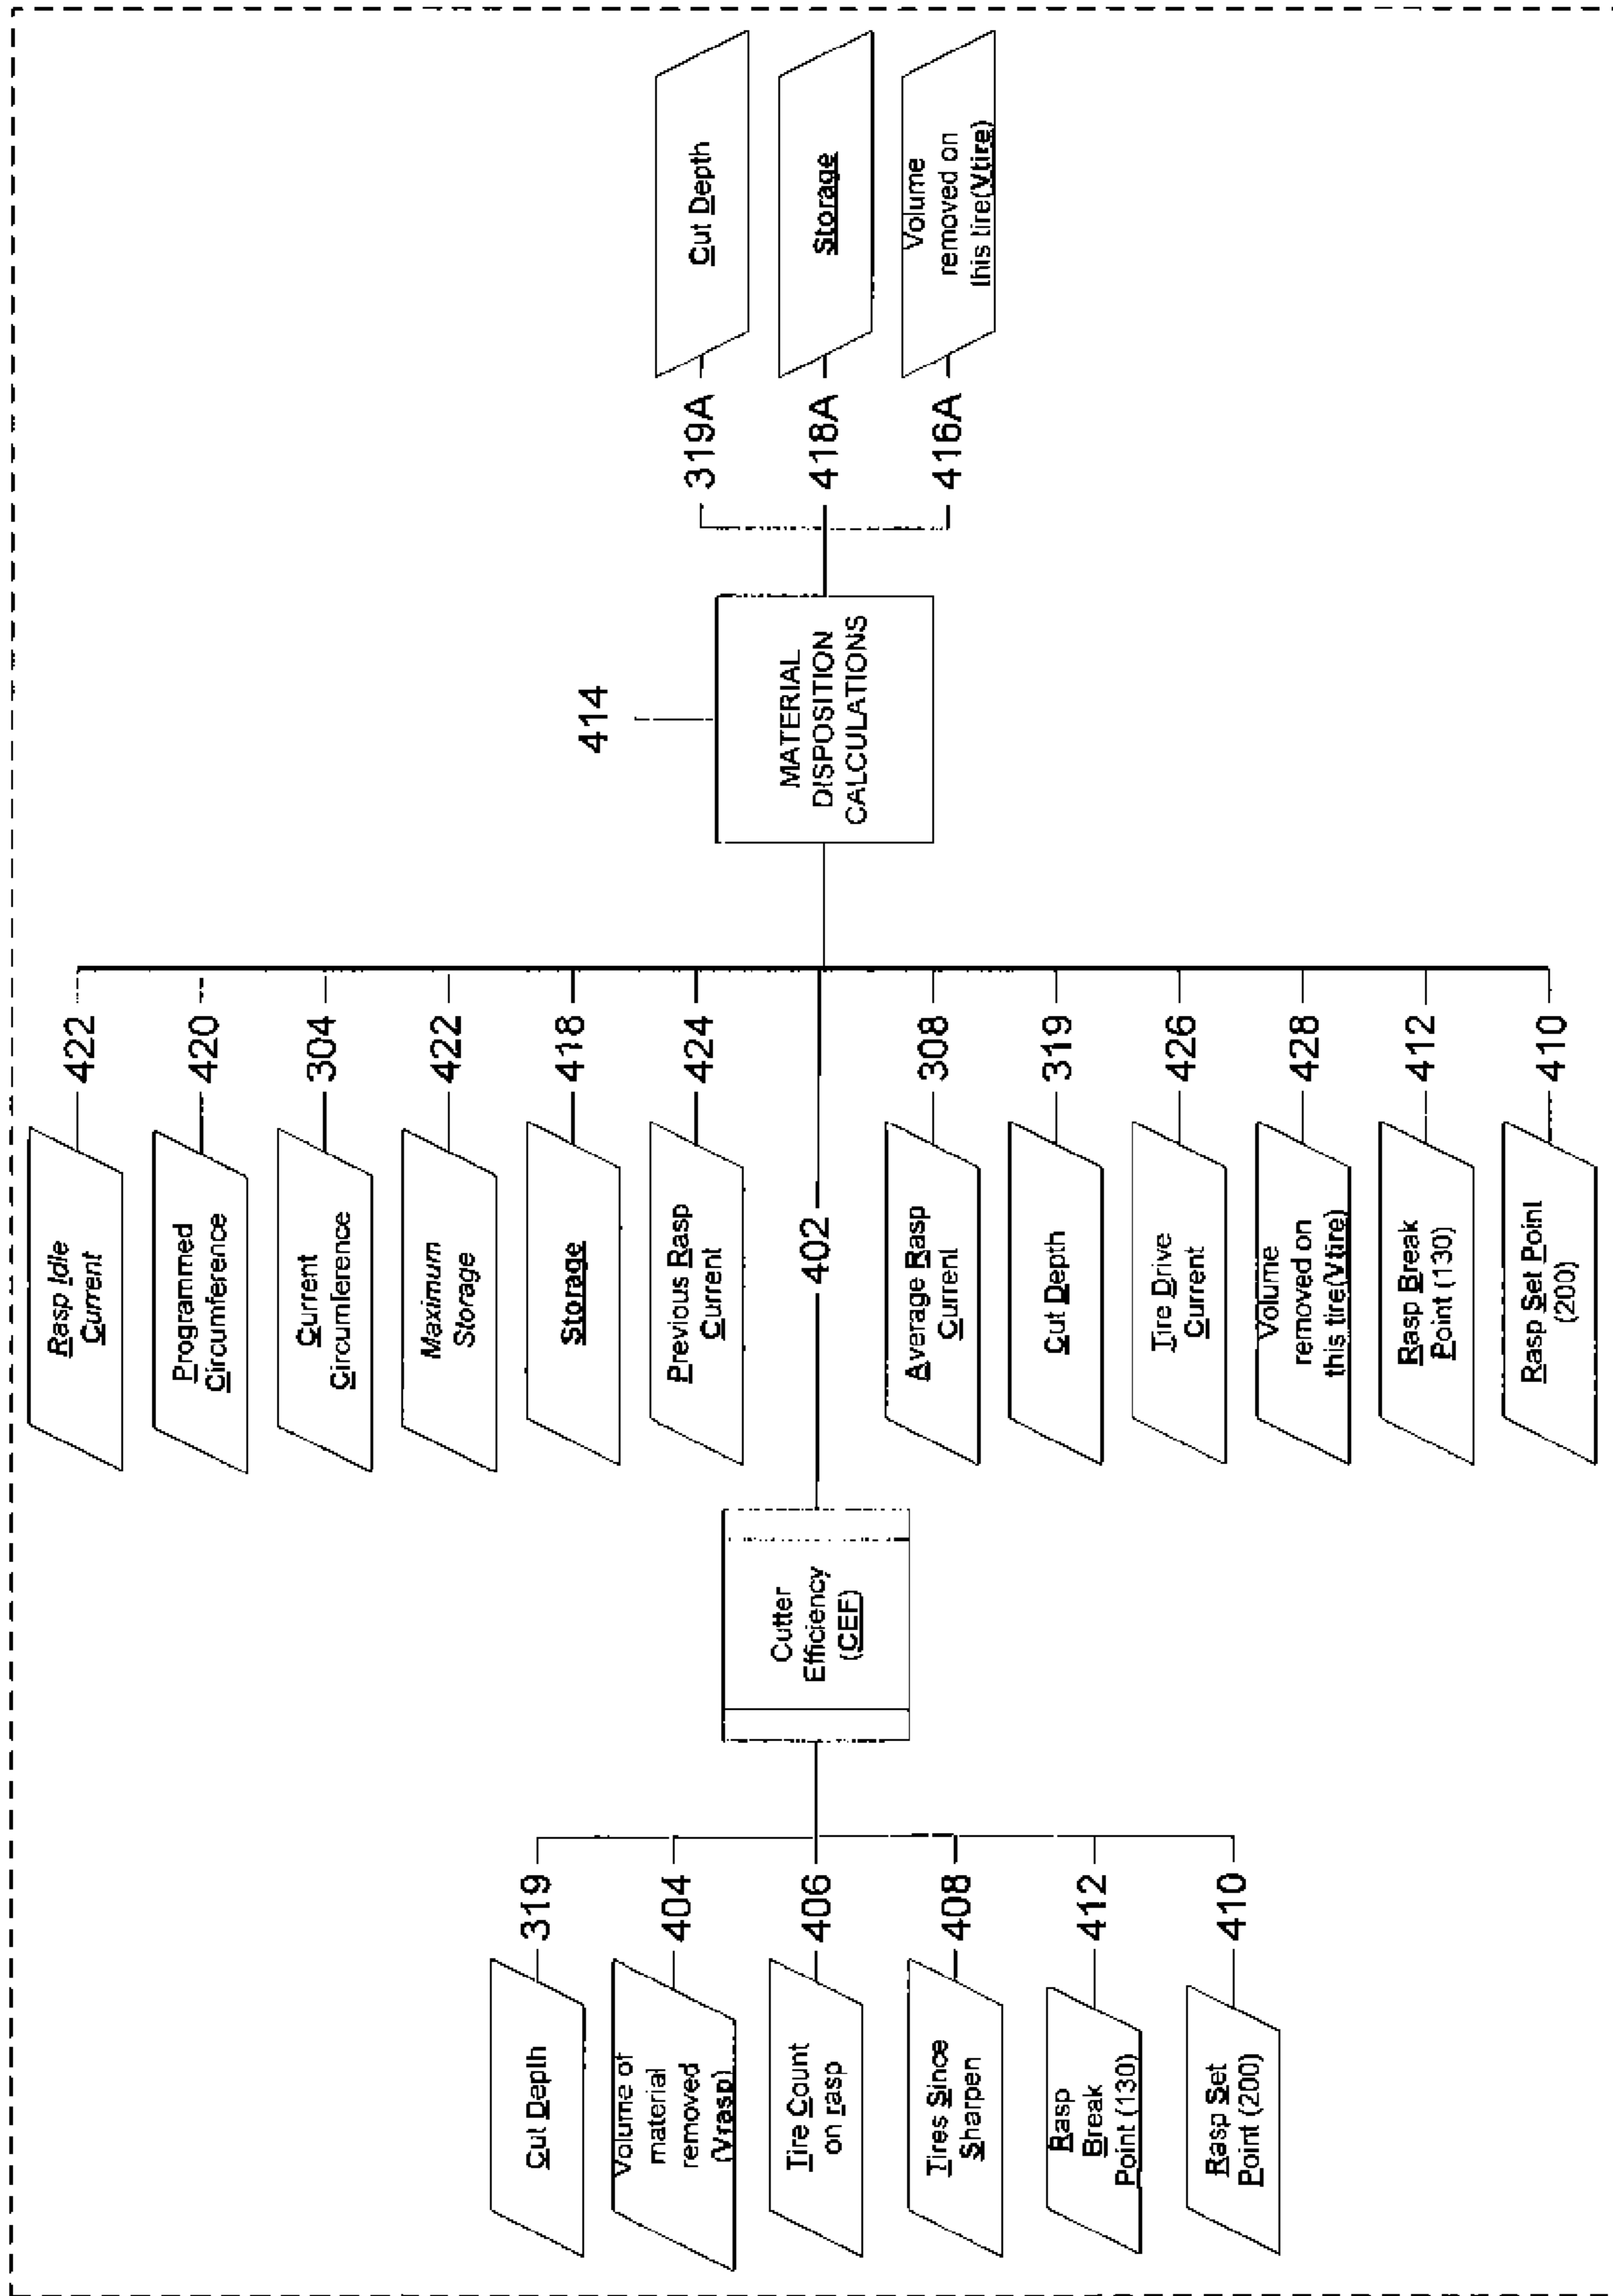 Cut Depth
319
Volume of
material
removed
(Vrasp)
404
Tire Count
on rasp
406
Tires Since
Sharpen
408
Rasp
Break
Point (130)
412
Rasp Set
Point (200)
410
Cutter
Efficiency
(CEF)
402
Rasp Idle
Current
422
Programmed
Circumference
420
Current
Circumference
304
Maximum
Storage
422
Storage
418
Previous Rasp
Current
424
Average Rasp
Current
308
Cut Depth
319
Tire Drive
Current
426
Volume
removed on
this tire(Vtire)
428
Rasp Break
Point (130)
412
Rasp Set Point
(200)
410
414
MATERIAL
DISPOSITION
CALCULATIONS
319A
Cut Depth
418A
Storage
416A
Volume
removed on
this tire(Vtire)